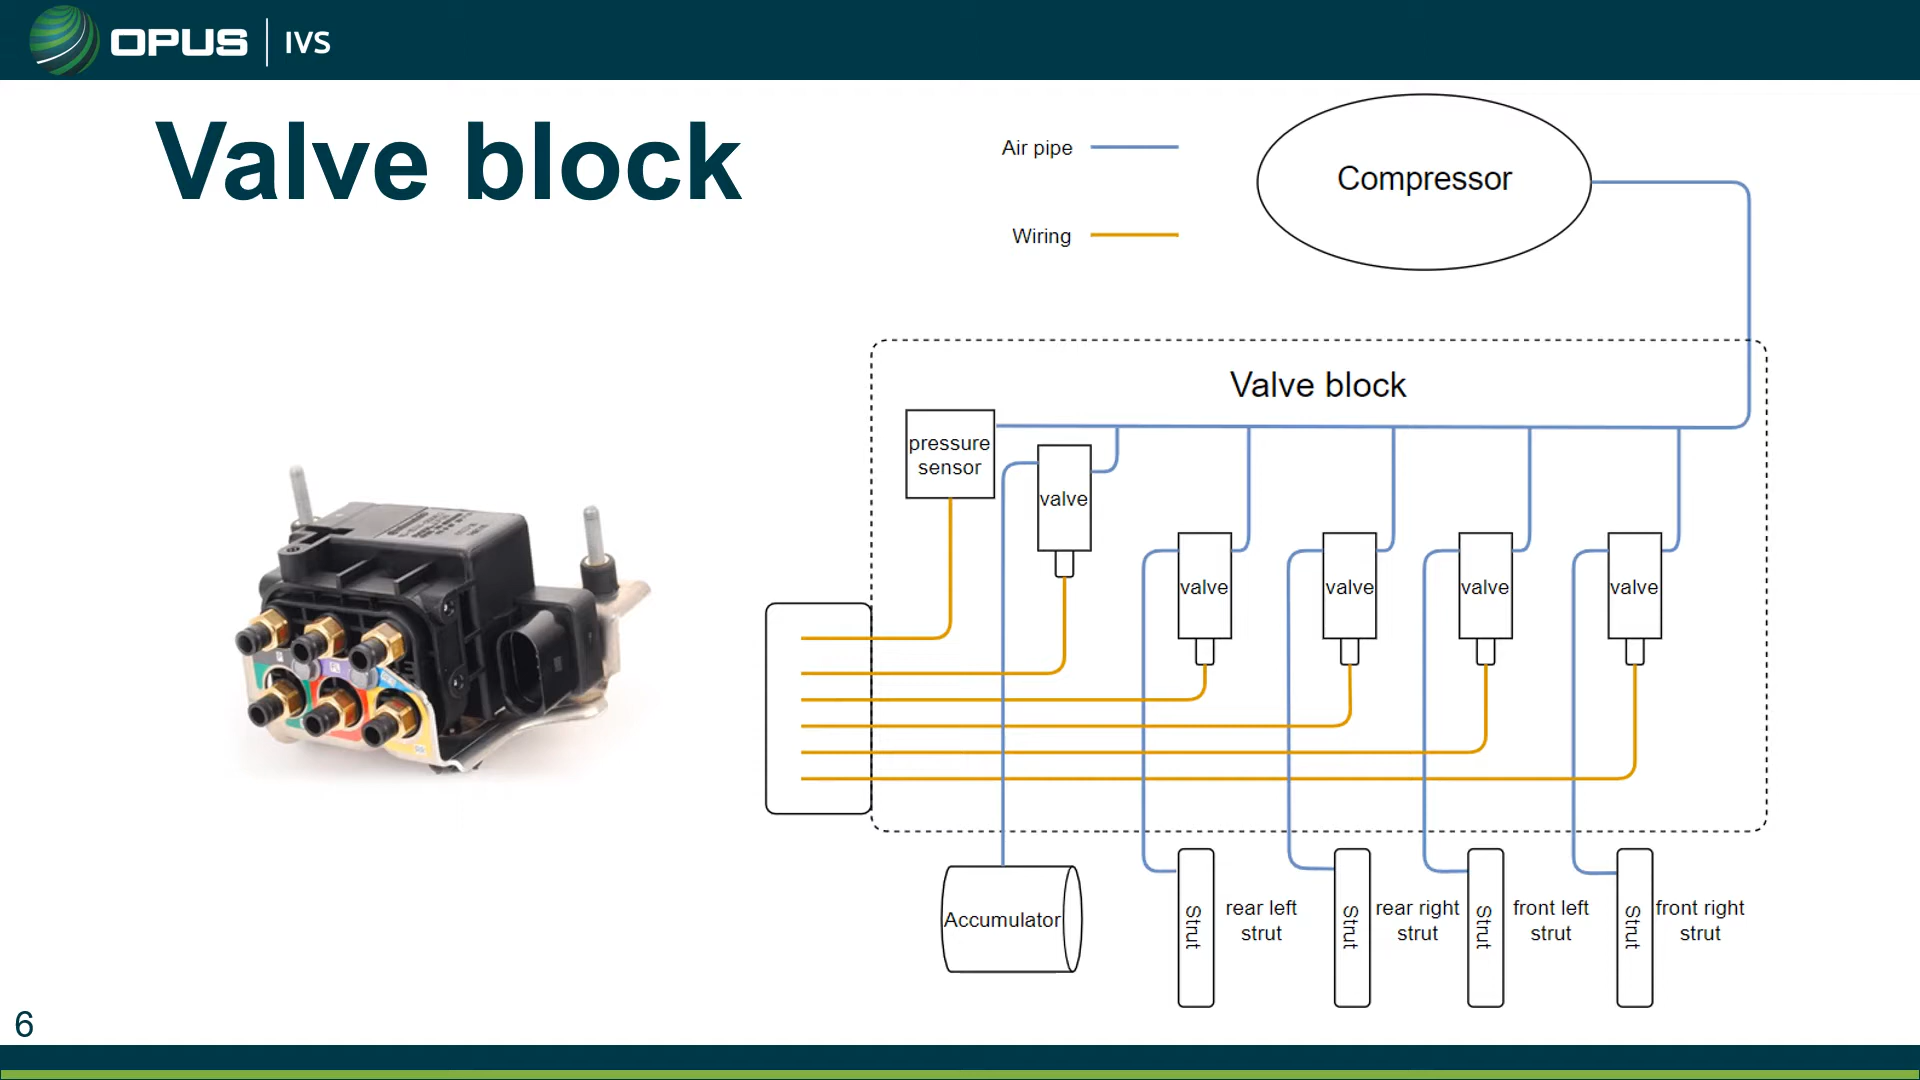 OPUS IVS
Valve block
Air pipe
Wiring
Compressor
Valve block
pressure
sensor
valve
valve
valve
valve
valve
Accumulator
Strut
rear left
strut
Strut
rear right
strut
Strut
front left
strut
Strut
front right
strut
6